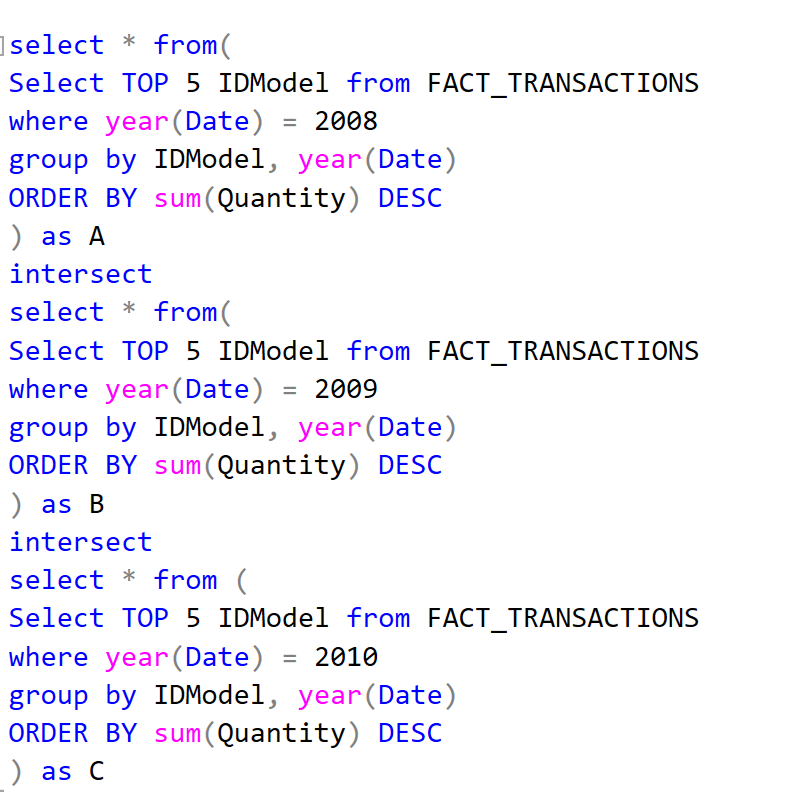 select * from(
Select TOP 5 IDModel from FACT_TRANSACTIONS
where year(Date) = 2008
group by IDModel, year(Date)
ORDER BY sum(Quantity) DESC
) as A
intersect
select * from(
Select TOP 5 IDModel from FACT_TRANSACTIONS
where year(Date) = 2009
group by IDModel, year(Date)
ORDER BY sum(Quantity) DESC
) as B
intersect
select * from (
Select TOP 5 IDModel from FACT_TRANSACTIONS
where year(Date) = 2010
group by IDModel, year(Date)
ORDER BY sum(Quantity) DESC
) as C